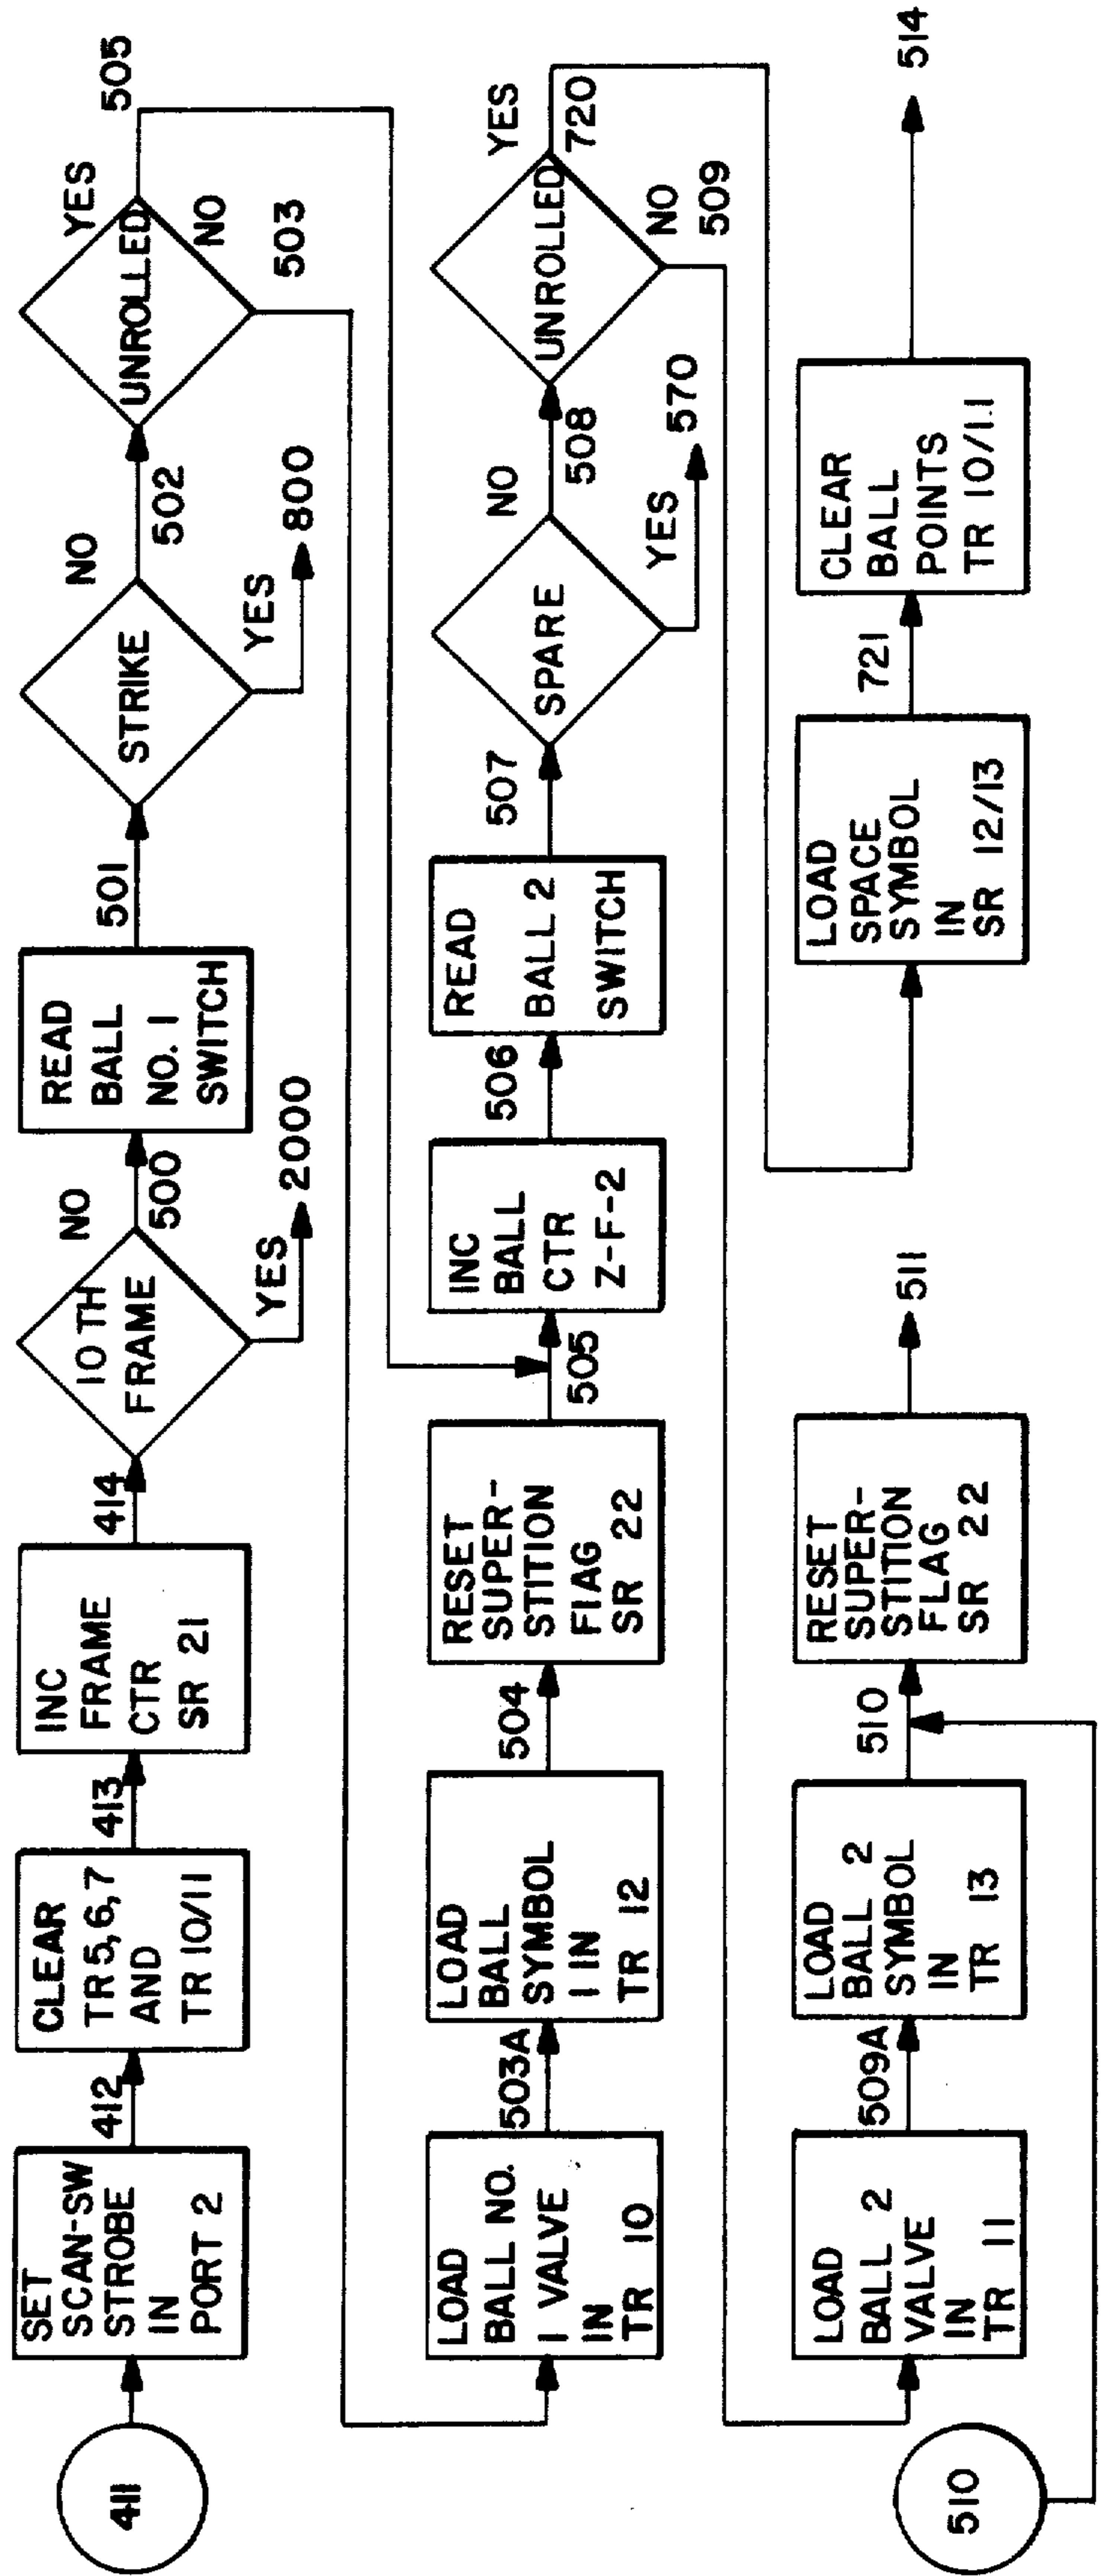 411
SET
SCAN-SW
STROBE
IN
PORT 2
412
CLEAR
TR 5,6,7
AND
TR 10/11
413
INC
FRAME
CTR
SR 21
414
10 TH
FRAME
NO
500
YES
2000
READ
BALL
NO. 1
SWITCH
501
STRIKE
NO
502
YES
800
UNROLLED
YES
505
NO
503
LOAD
BALL NO.
1 VALVE
IN
TR 10
503A
LOAD
BALL
SYMBOL
1 IN
TR 12
504
RESET
SUPER-
STITION
FIAG
SR 22
505
INC
BALL
CTR
Z-F-2
506
READ
BALL 2
SWITCH
507
SPARE
NO
508
YES
570
UNROLLED
YES
720
NO
509
LOAD
BALL 2
VALVE
IN
TR 11
509A
LOAD
BALL 2
SYMBOL
IN
TR 13
510
RESET
SUPER-
STITION
FLAG
SR 22
511
LOAD
SPACE
SYMBOL
IN
SR 12/13
721
CLEAR
BALL
POINTS
TR 10/1.1
514
510